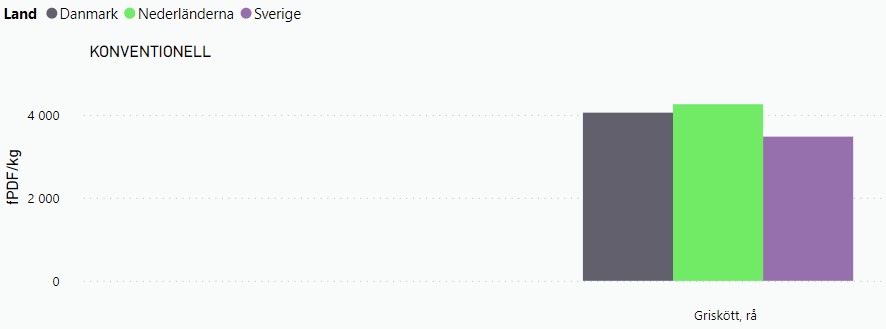 Land Danmark Nederländerna Sverige
KONVENTIONELL
4 000
fPDF/kg
2 000
0
Griskött, rå